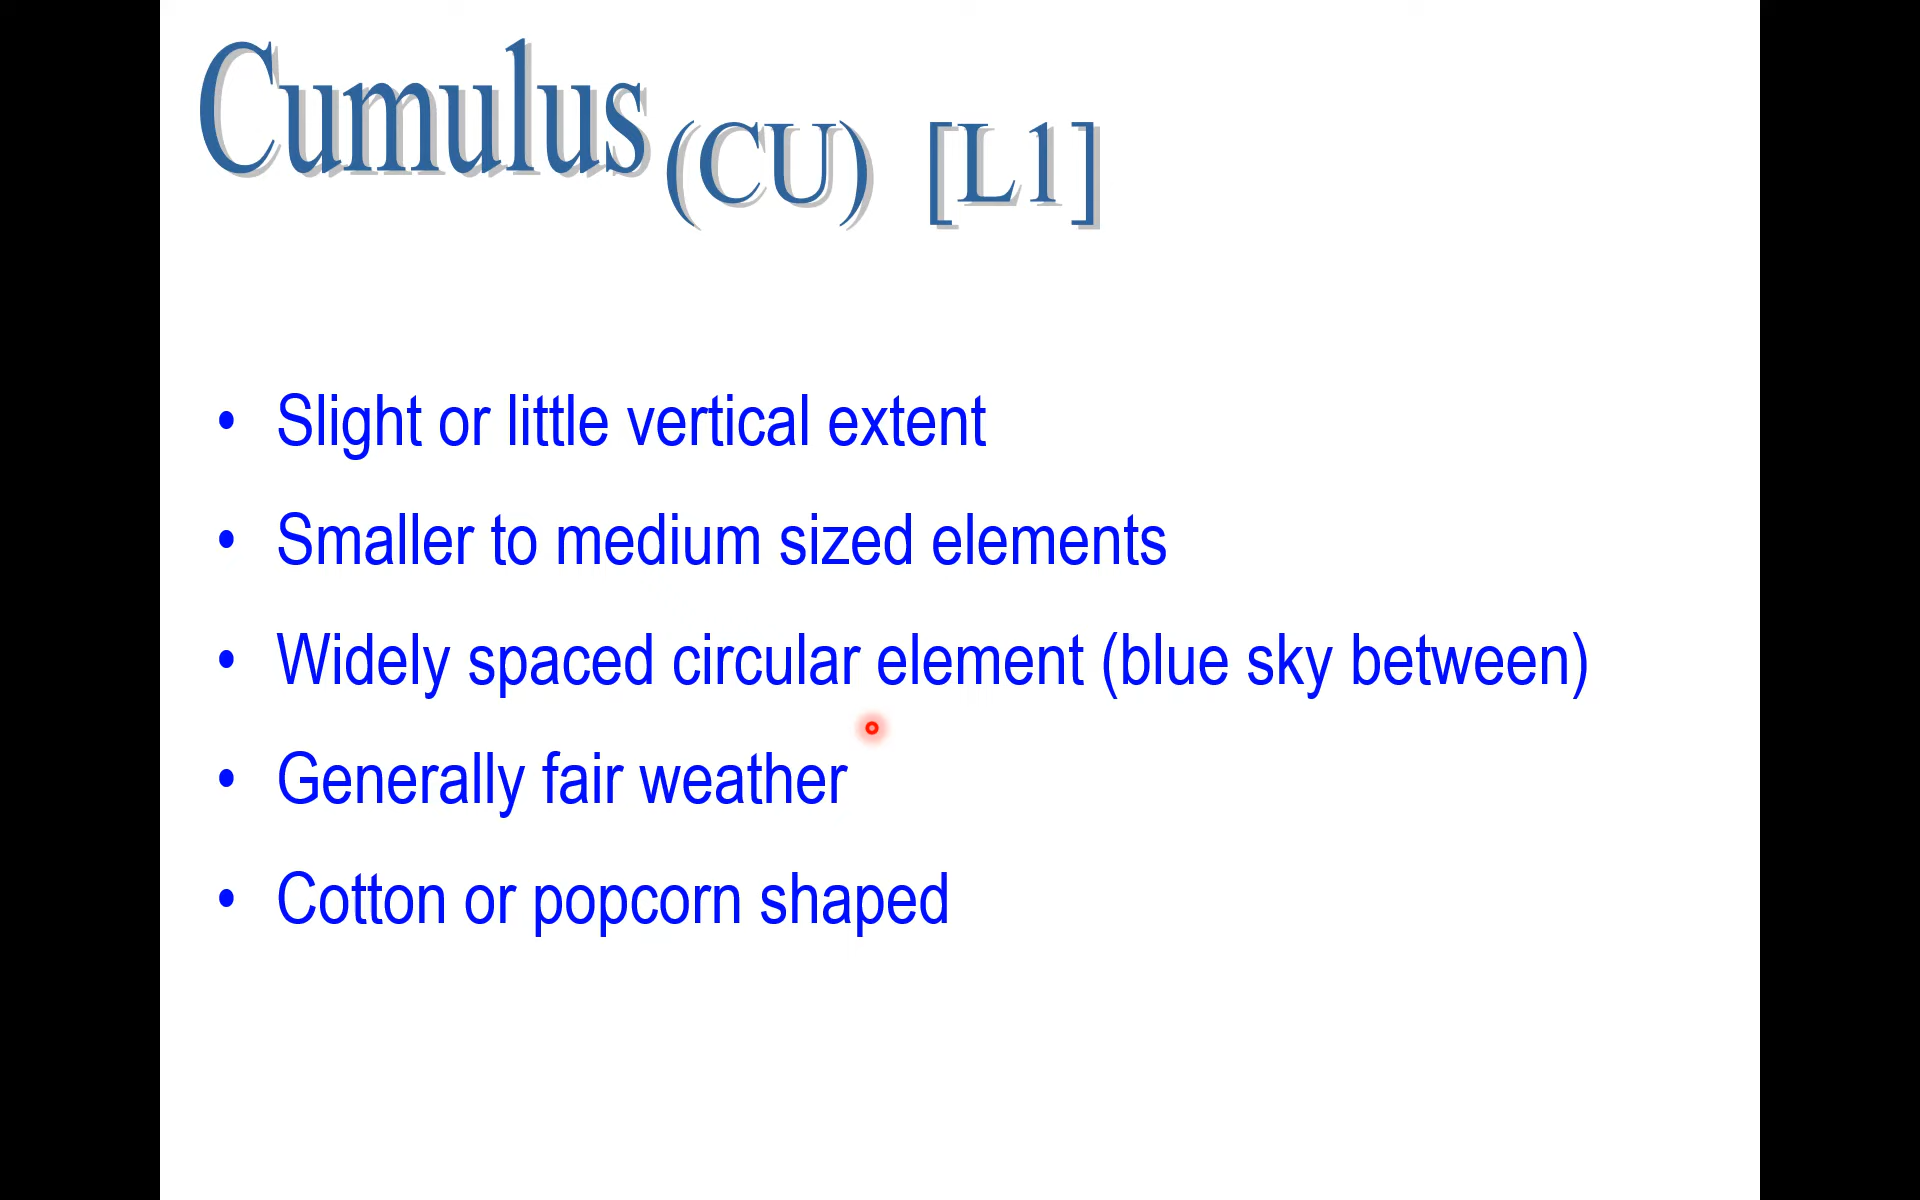 Cumulus (CU) [L1]
• Slight or little vertical extent
• Smaller to medium sized elements
• Widely spaced circular element (blue sky between)
• Generally fair weather
• Cotton or popcorn shaped